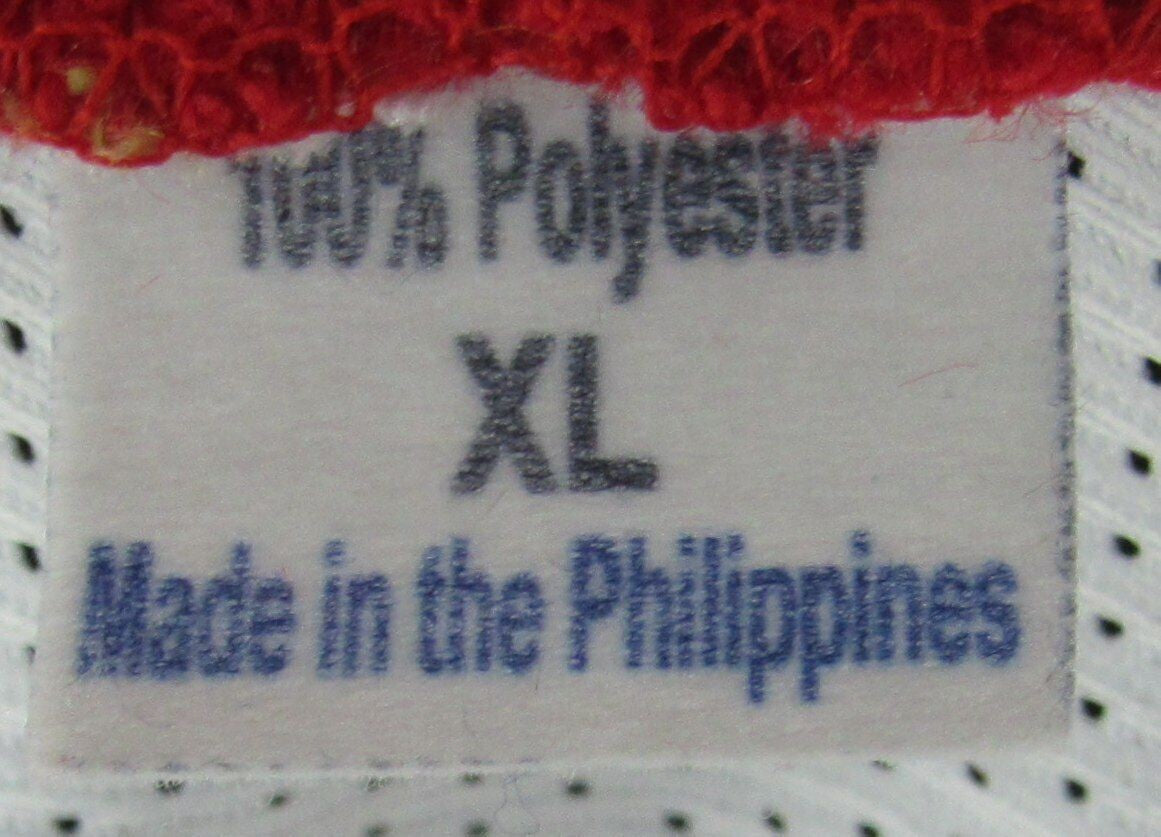 100% Polyester
XL
Made in the Philippines